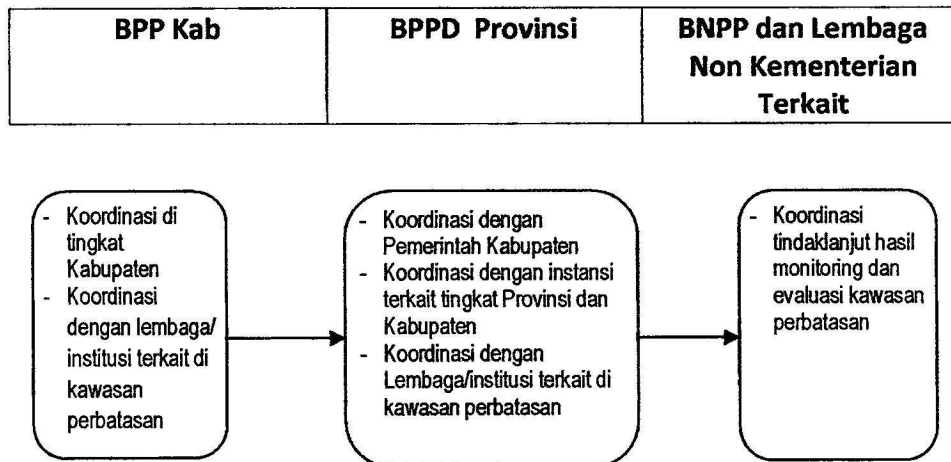 BPP Kab
BPPD Provinsi
BNPP dan Lembaga
Non Kementerian
Terkait
- Koordinasi di
tingkat
Kabupaten
- Koordinasi
dengan lembaga/
institusi terkait di
kawasan
perbatasan
- Koordinasi dengan
Pemerintah Kabupaten
- Koordinasi dengan instansi
terkait tingkat Provinsi dan
Kabupaten
- Koordinasi dengan
Lembaga/institusi terkait di
kawasan perbatasan
- Koordinasi
tindaklanjut hasil
monitoring dan
evaluasi kawasan
perbatasan